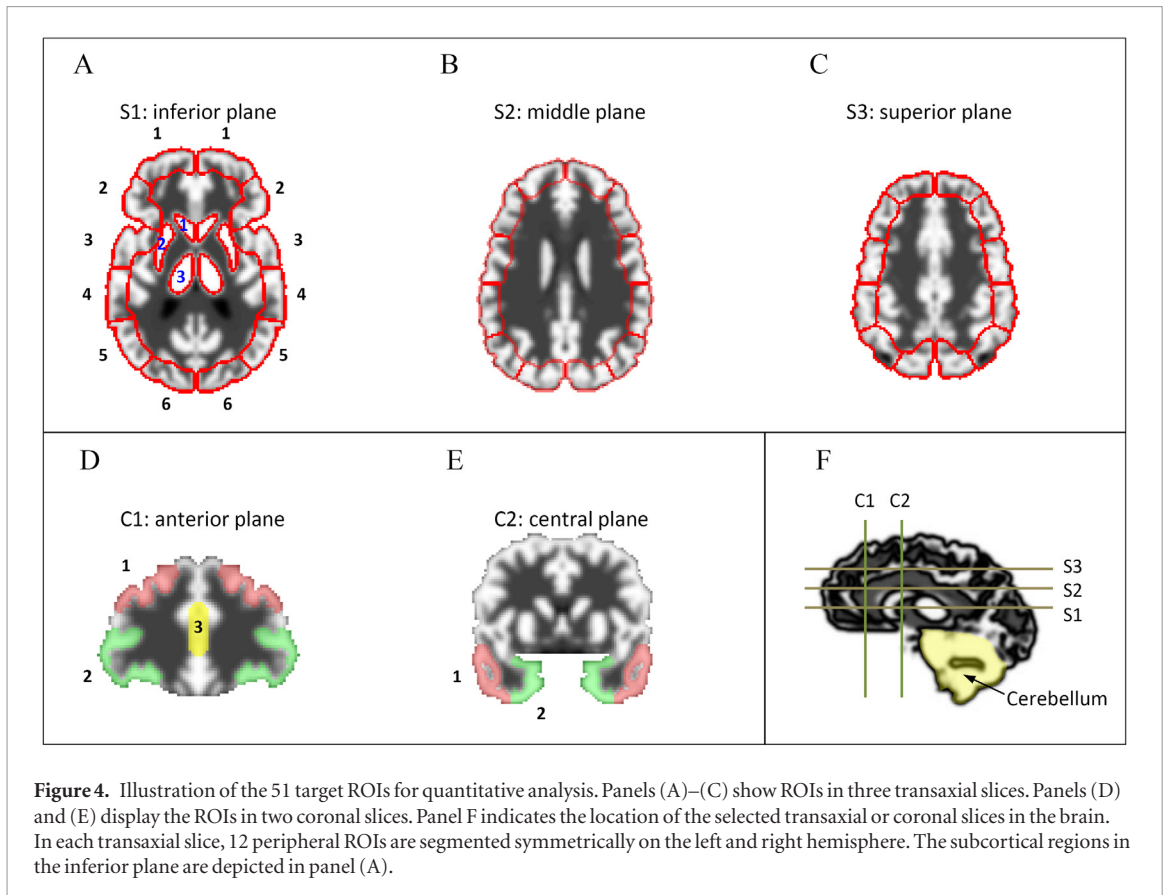 A
B
C
S1: inferior plane
S2: middle plane
S3: superior plane
1 1
2 2
1
3 2 3
3
4 4
5 5
6 6
D
E
F
C1: anterior plane
C2: central plane
C1 C2
1
3
2
1
2
S3
S2
S1
Cerebellum
Figure 4. Illustration of the 51 target ROIs for quantitative analysis. Panels (A)–(C) show ROIs in three transaxial slices. Panels (D)
and (E) display the ROIs in two coronal slices. Panel F indicates the location of the selected transaxial or coronal slices in the brain.
In each transaxial slice, 12 peripheral ROIs are segmented symmetrically on the left and right hemisphere. The subcortical regions in
the inferior plane are depicted in panel (A).